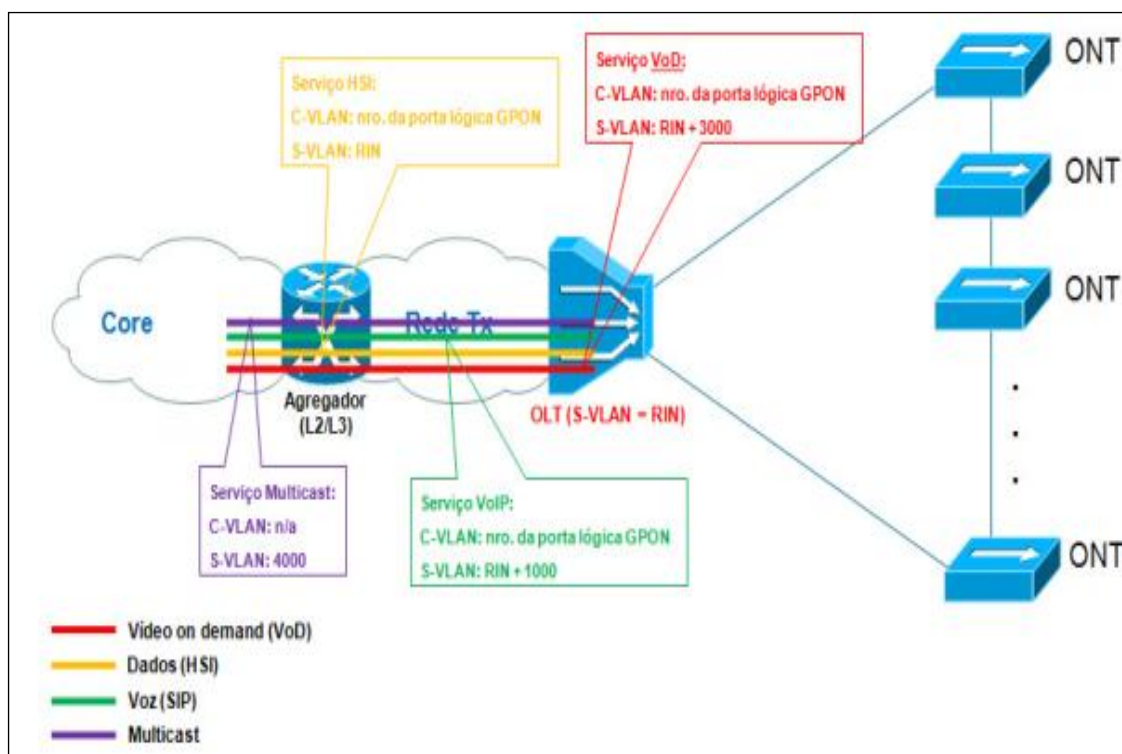 Serviço HSI:
C-VLAN: nro. da porta lógica GPON
S-VLAN: RIN
Serviço VoD:
C-VLAN: nro. da porta lógica GPON
S-VLAN: RIN + 3000
ONT
ONT
ONT
ONT
Core
Rede Tx
Agregador
(L2/L3)
OLT (S-VLAN = RIN)
Serviço Multicast:
C-VLAN: n/a
S-VLAN: 4000
Serviço VoIP:
C-VLAN: nro. da porta lógica GPON
S-VLAN: RIN + 1000
Vídeo on demand (VoD)
Dados (HSI)
Voz (SIP)
Multicast